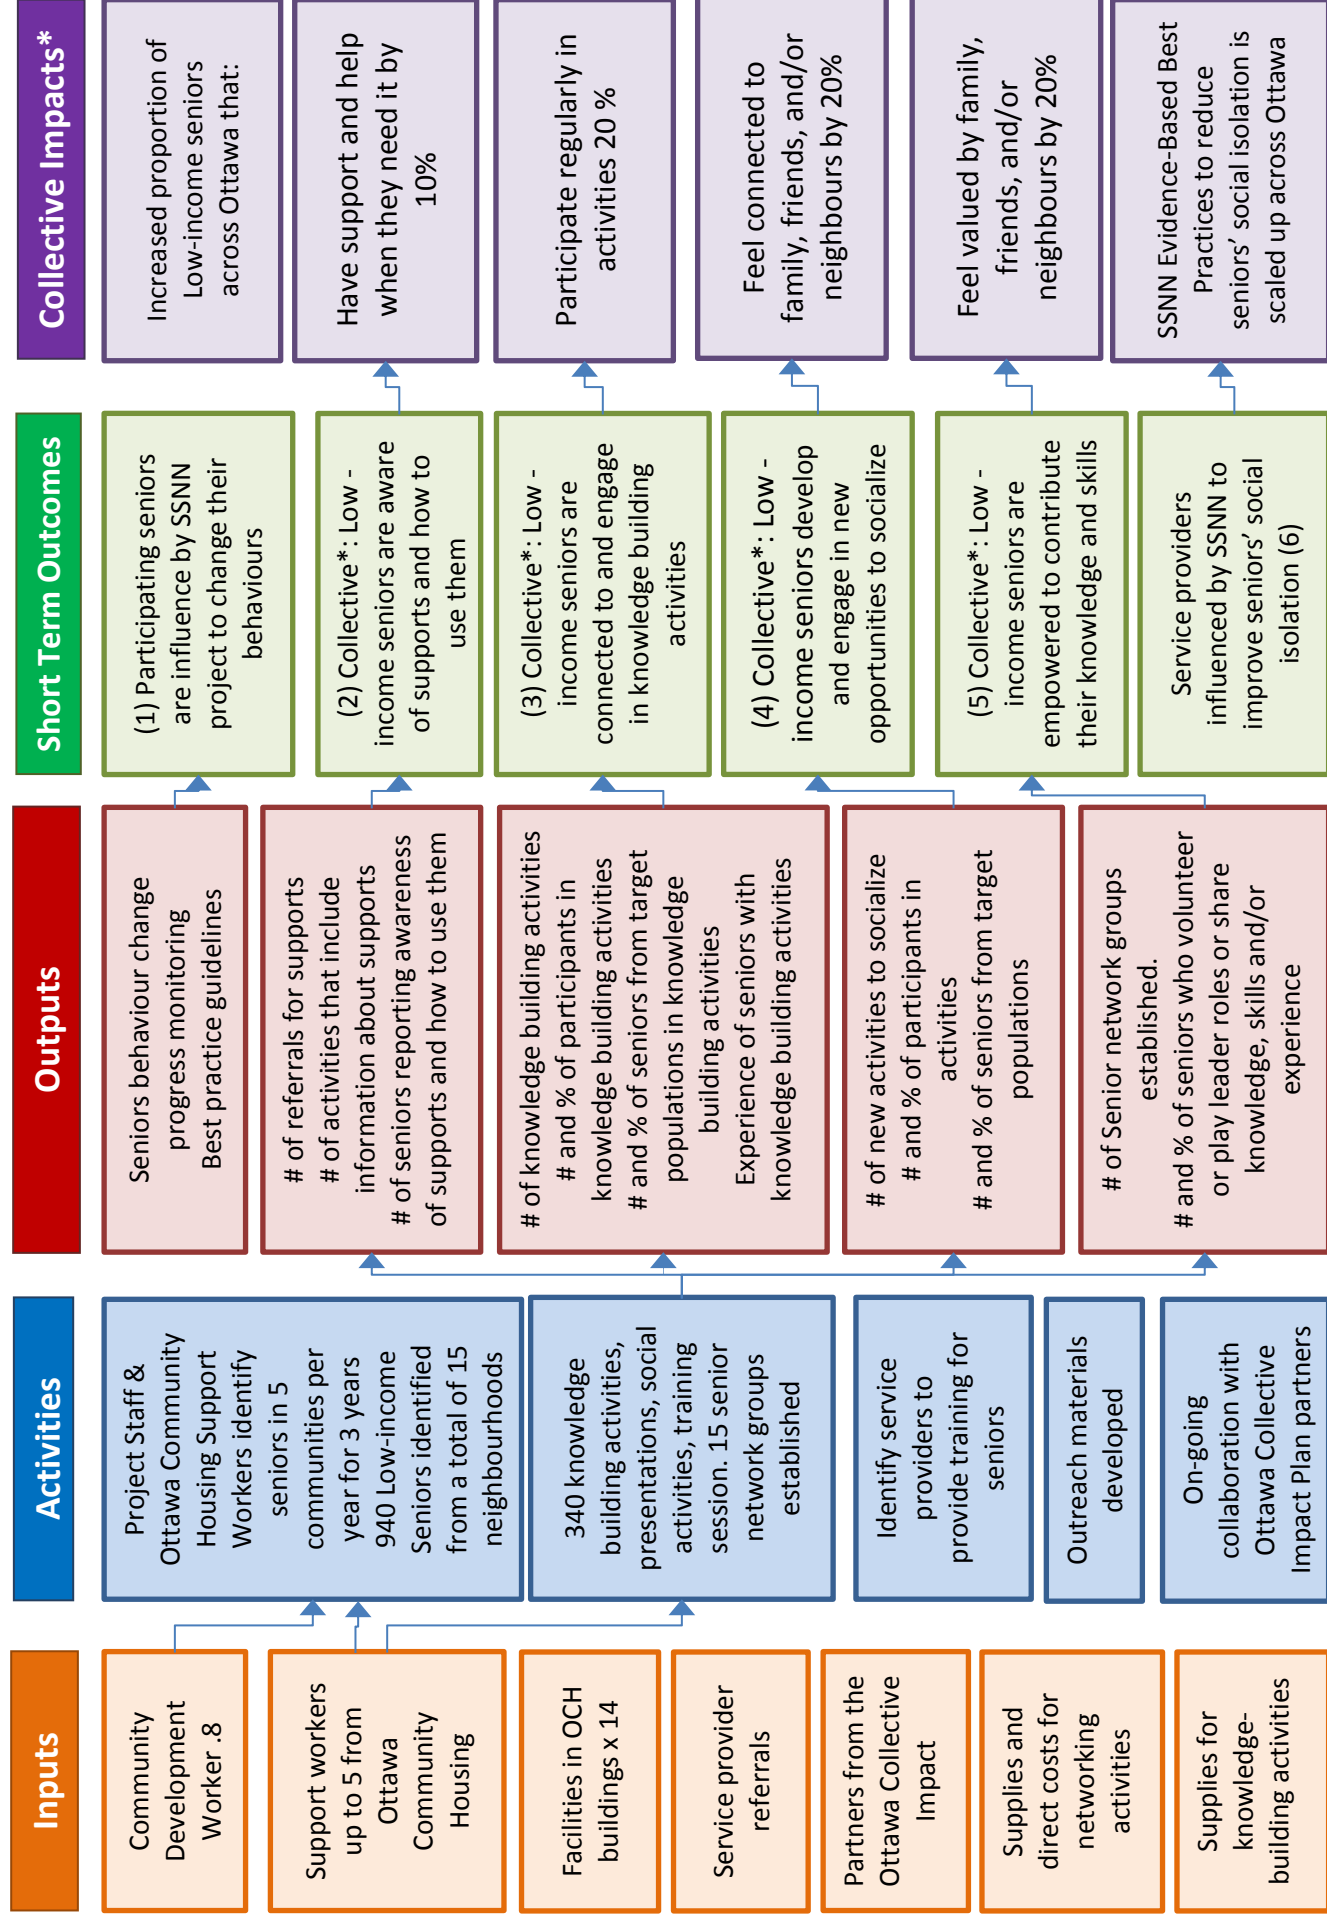 Inputs
Community
Development
Worker .8
Support workers
up to 5 from
Ottawa
Community
Housing
Facilities in OCH
buildings x 14
Service provider
referrals
Partners from the
Ottawa Collective
Impact
Supplies and
direct costs for
networking
activities
Supplies for
knowledge-
building activities
Activities
Project Staff &
Ottawa Community
Housing Support
Workers identify
seniors in 5
communities per
year for 3 years
940 Low-income
Seniors identified
from a total of 15
neighbourhoods
340 knowledge
building activities,
presentations, social
activities, training
session. 15 senior
network groups
established
Identify service
providers to
provide training for
seniors
Outreach materials
developed
On-going
collaboration with
Ottawa Collective
Impact Plan partners
Outputs
Seniors behaviour change
progress monitoring
Best practice guidelines
# of referrals for supports
# of activities that include
information about supports
# of seniors reporting awareness
of supports and how to use them
# of knowledge building activities
# and % of participants in
knowledge building activities
# and % of seniors from target
populations in knowledge
building activities
Experience of seniors with
knowledge building activities
# of new activities to socialize
# and % of participants in
activities
# and % of seniors from target
populations
# of Senior network groups
established.
# and % of seniors who volunteer
or play leader roles or share
knowledge, skills and/or
experience
Short Term Outcomes
(1) Participating seniors
are influence by SSNN
project to change their
behaviours
(2) Collective*: Low -
income seniors are aware
of supports and how to
use them
(3) Collective*: Low -
income seniors are
connected to and engage
in knowledge building
activities
(4) Collective*: Low -
income seniors develop
and engage in new
opportunities to socialize
(5) Collective*: Low -
income seniors are
empowered to contribute
their knowledge and skills
Service providers
influenced by SSNN to
improve seniors' social
isolation (6)
Collective Impacts*
Increased proportion of
Low-income seniors
across Ottawa that:
Have support and help
when they need it by
10%
Participate regularly in
activities 20 %
Feel connected to
family, friends, and/or
neighbours by 20%
Feel valued by family,
friends, and/or
neighbours by 20%
SSNN Evidence-Based Best
Practices to reduce
seniors' social isolation is
scaled up across Ottawa